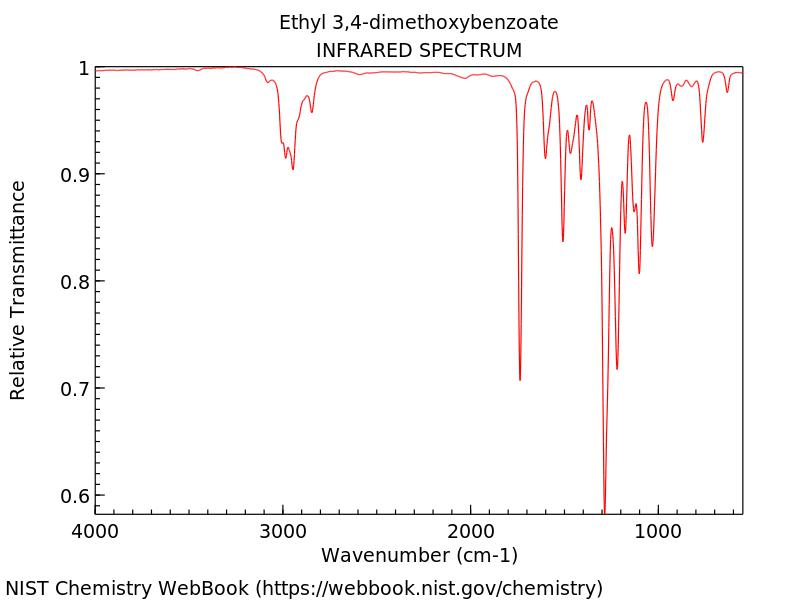 Ethyl 3,4-dimethoxybenzoate
INFRARED SPECTRUM
1
0.9
0.8
0.7
0.6
Relative Transmittance
4000 3000 2000 1000
Wavenumber (cm-1)
NIST Chemistry WebBook (https://webbook.nist.gov/chemistry)